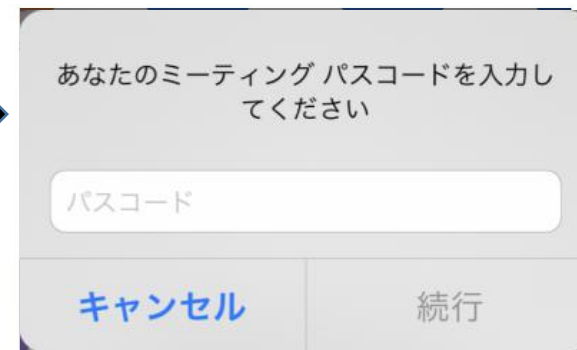 あなたのミーティング パスコードを入力し
てください
パスコード
キャンセル
続行